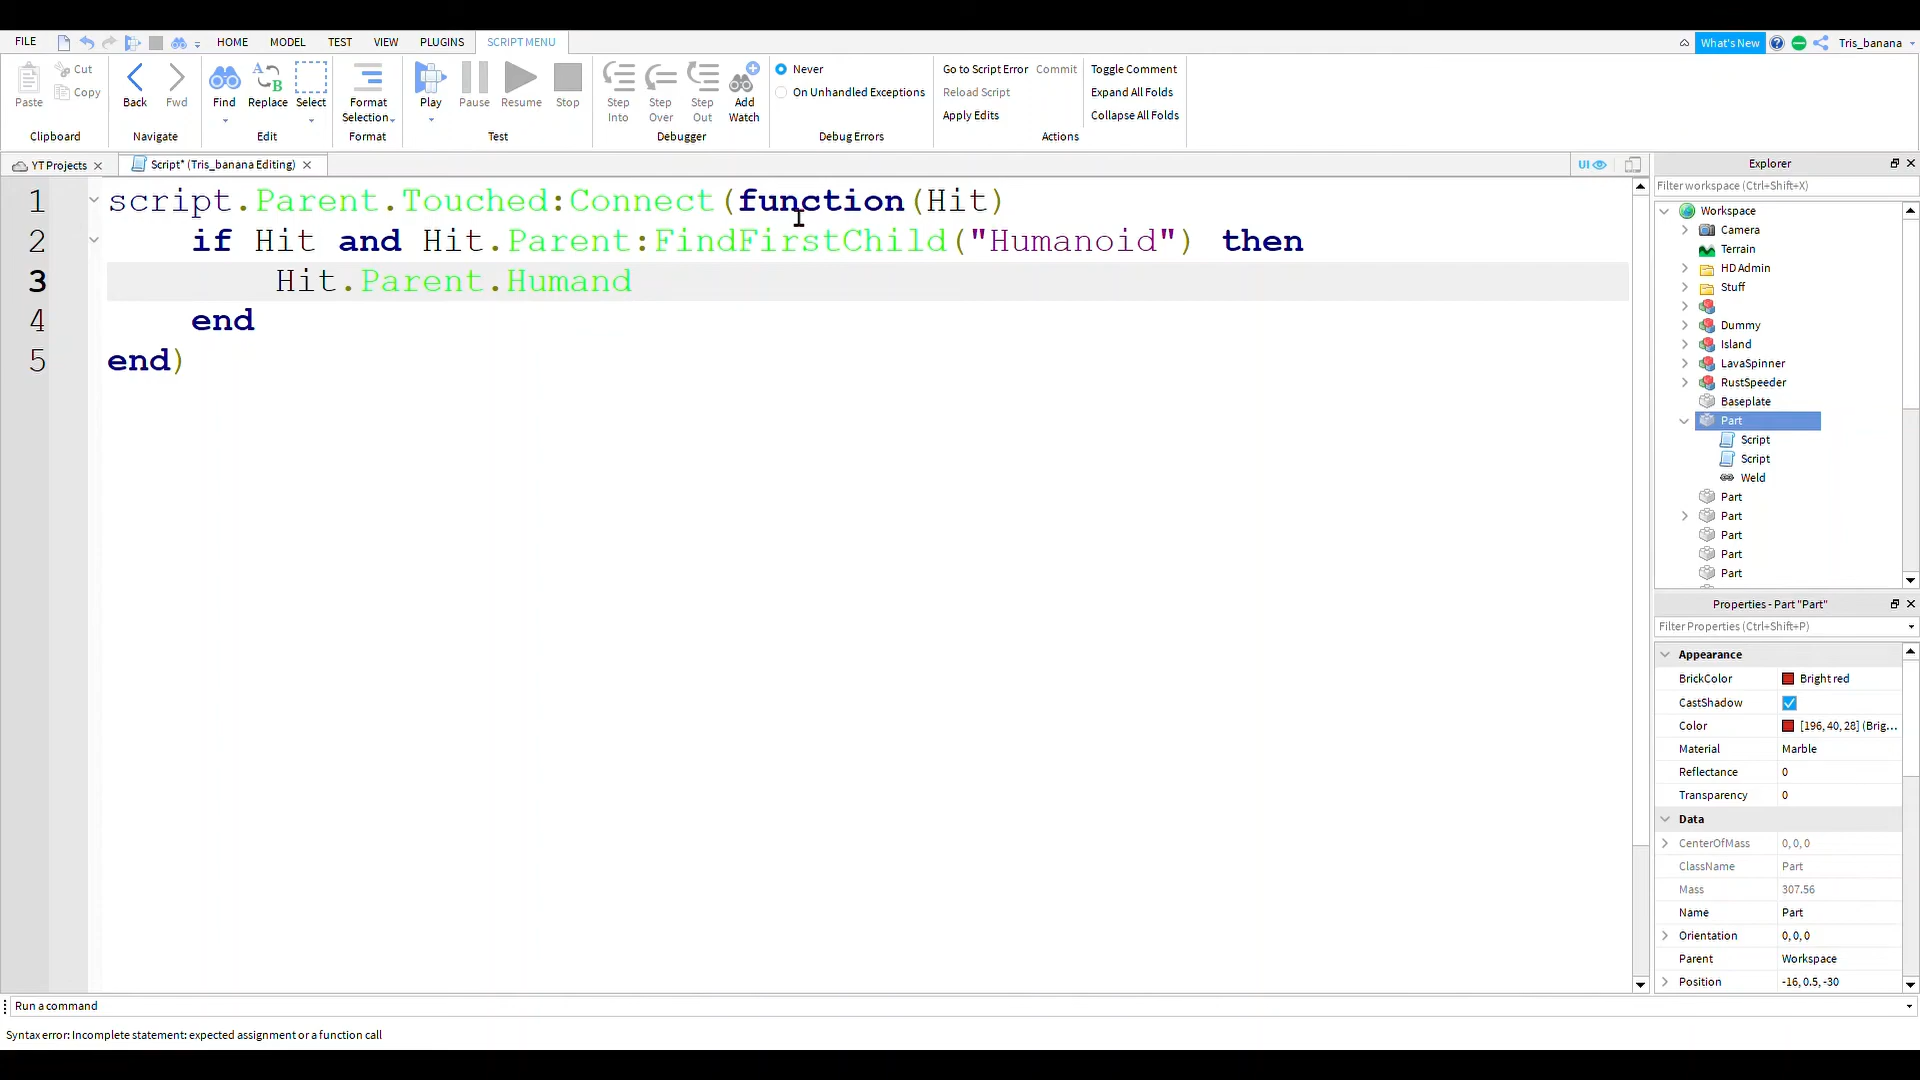 FILE HOME MODEL TEST VIEW PLUGINS SCRIPT MENU What's New ? Tris_banana
Paste Cut Copy
Clipboard
Back Fwd
Navigate
Find Replace Select
Edit
Format Selection
Format
Play Pause Resume Stop
Test
Step Into Step Over Step Out Add Watch
Debugger
Never
On Unhandled Exceptions
Debug Errors
Go to Script Error Commit
Reload Script
Apply Edits
Toggle Comment
Expand All Folds
Collapse All Folds
Actions
YT Projects Script* (Tris_banana Editing) UI
1 script.Parent.Touched:Connect(function(Hit)
2 if Hit and Hit.Parent:FindFirstChild("Humanoid") then
3 Hit.Parent.Humand
4 end
5 end)
Explorer
Filter workspace (Ctrl+Shift+X)
Workspace
Camera
Terrain
HD Admin
Stuff
Dummy
Island
LavaSpinner
RustSpeeder
Baseplate
Part
Script
Script
Weld
Part
Part
Part
Part
Part
Properties - Part "Part"
Filter Properties (Ctrl+Shift+P)
Appearance
BrickColor Bright red
CastShadow
Color [196, 40, 28] (Brig...
Material Marble
Reflectance 0
Transparency 0
Data
CenterOfMass 0, 0, 0
ClassName Part
Mass 307.56
Name Part
Orientation 0, 0, 0
Parent Workspace
Position -16, 0.5, -30
Run a command
Syntax error: Incomplete statement: expected assignment or a function call